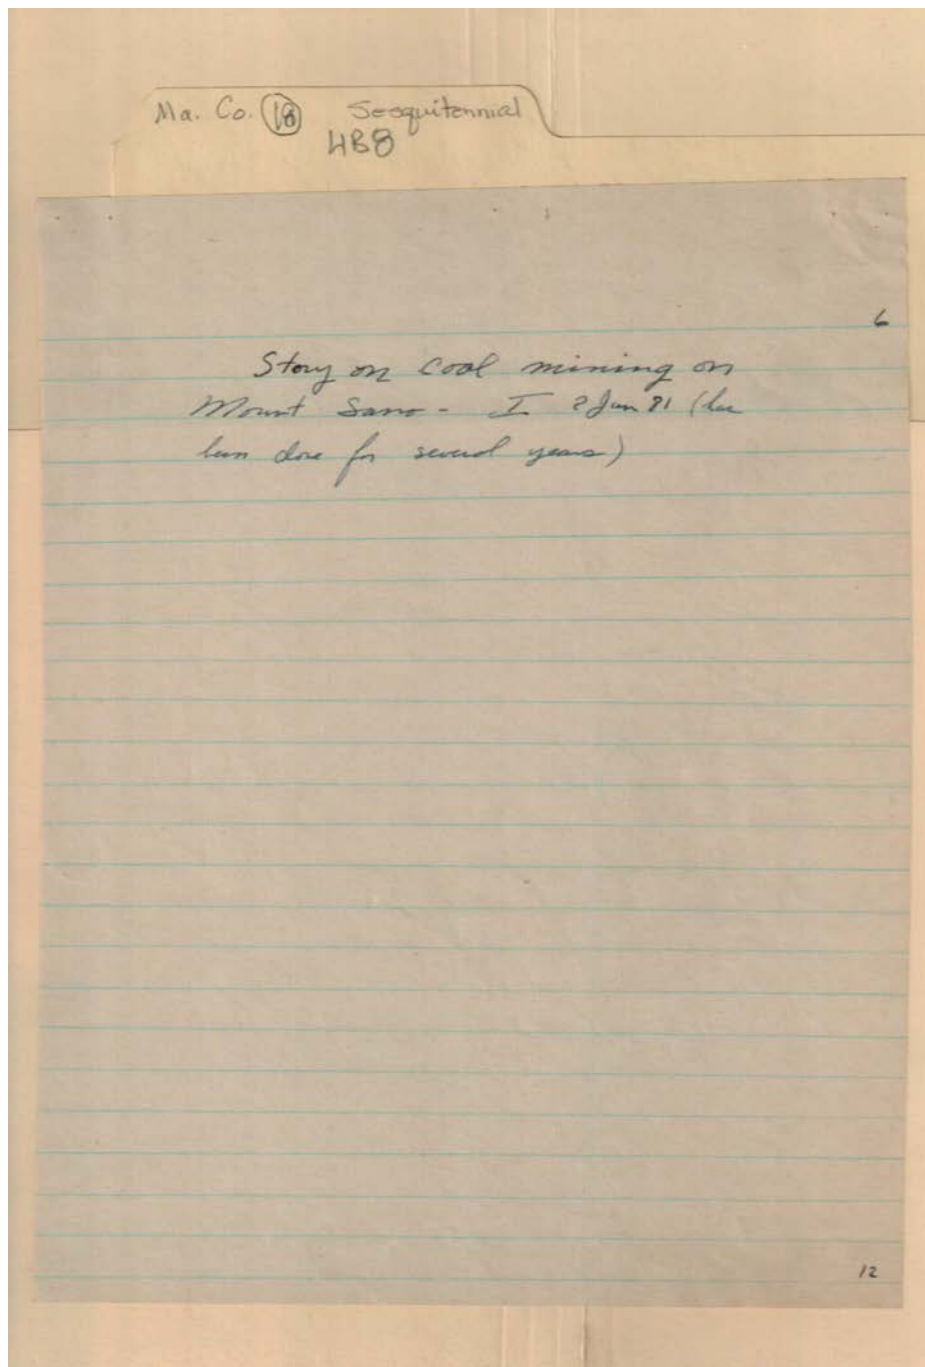 Ma. Co. 18 Sesquitennial
4B8
6
Story on coal mining on
Mount Sano - I 2 Jan 81 (has
been done for several years)
12